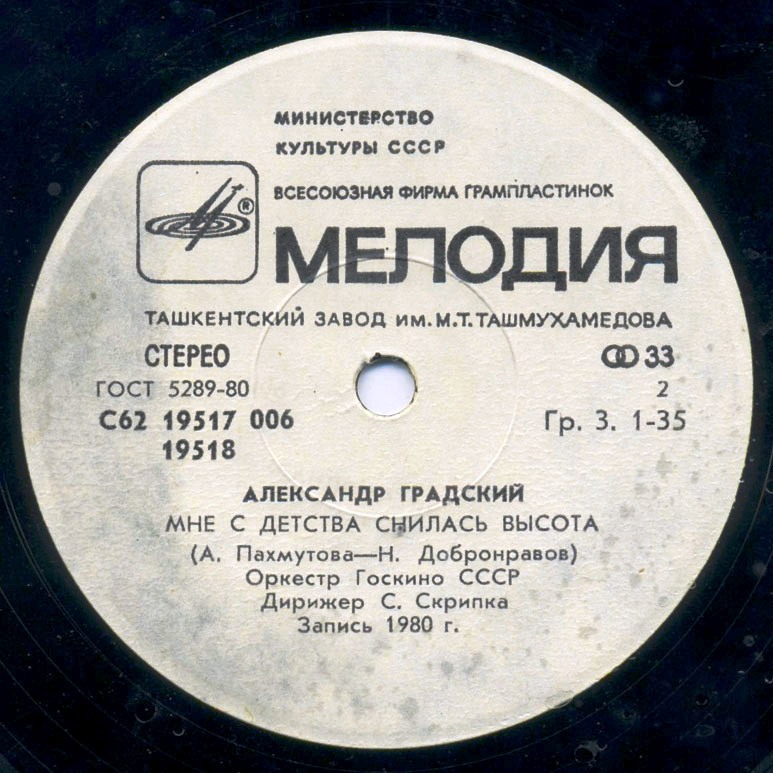 МИНИСТЕРСТВО
КУЛЬТУРЫ СССР
ВСЕСОЮЗНАЯ ФИРМА ГРАМПЛАСТИНОК
®
МЕЛОДИЯ
ТАШКЕНТСКИЙ ЗАВОД ИМ. М.Т. ТАШМУХАМЕДОВА
СТЕРЕО 33
ГОСТ 5289-80 2
С62 19517 006 Гр. 3. 1-35
19518
АЛЕКСАНДР ГРАДСКИЙ
МНЕ С ДЕТСТВА СНИЛАСЬ ВЫСОТА
(А. Пахмутова—Н. Добронравов)
Оркестр Госкино СССР
Дирижер С. Скрипка
Запись 1980 г.